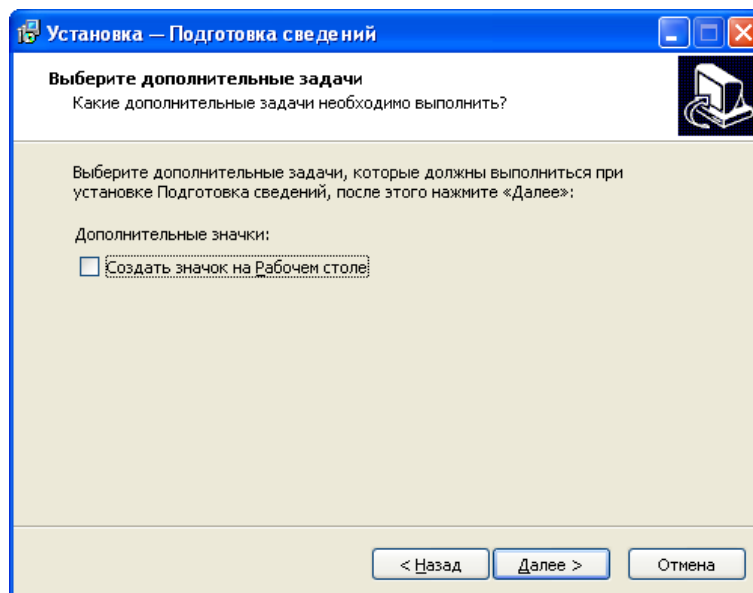 Установка — Подготовка сведений
Выберите дополнительные задачи
Какие дополнительные задачи необходимо выполнить?
Выберите дополнительные задачи, которые должны выполниться при
установке Подготовка сведений, после этого нажмите «Далее»:
Дополнительные значки:
Создать значок на Рабочем столе
< Назад Далее > Отмена